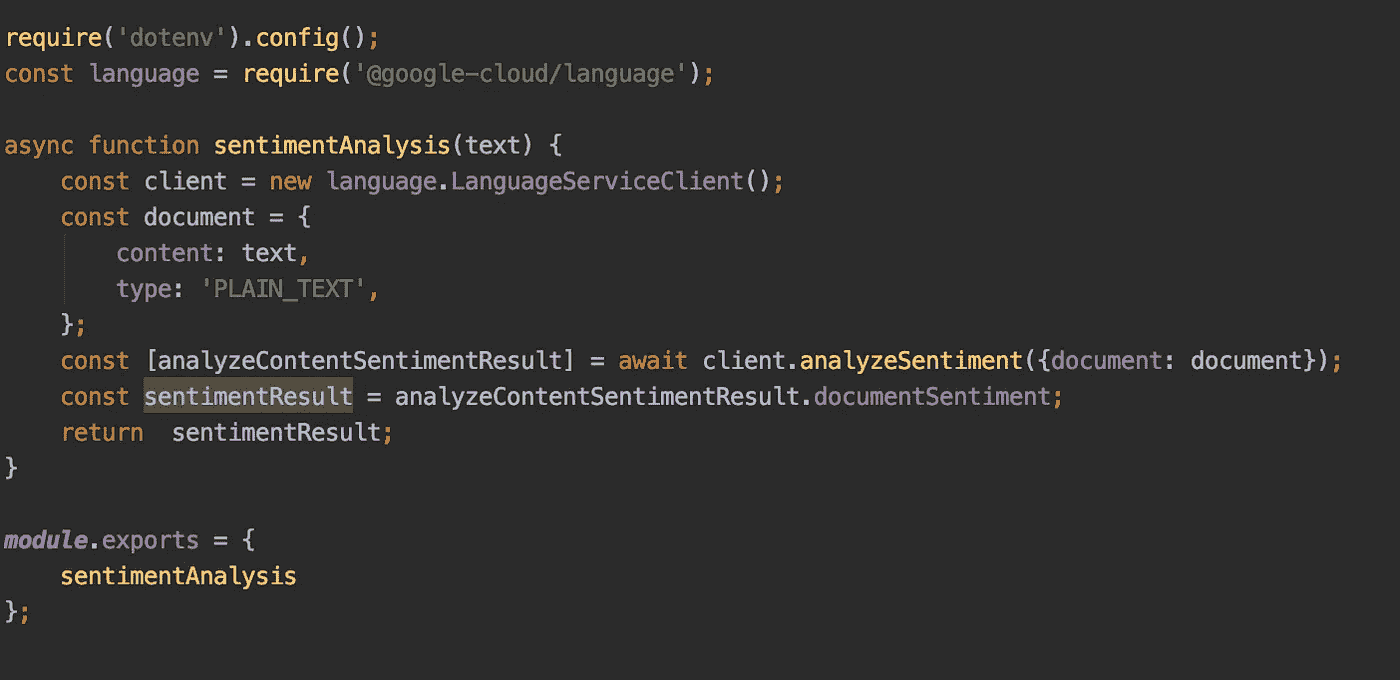 require('dotenv').config();
const language = require('@google-cloud/language');
async function sentimentAnalysis(text) {
    const client = new language.LanguageServiceClient();
    const document = {
        content: text,
        type: 'PLAIN_TEXT',
    };
    const [analyzeContentSentimentResult] = await client.analyzeSentiment({document: document});
    const sentimentResult = analyzeContentSentimentResult.documentSentiment;
    return  sentimentResult;
}
module.exports = {
    sentimentAnalysis
};